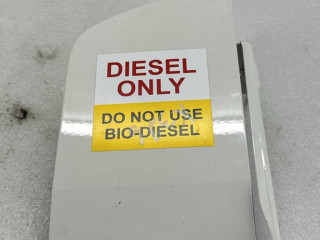 DIESEL
ONLY
DO NOT USE
BIO-DIESEL